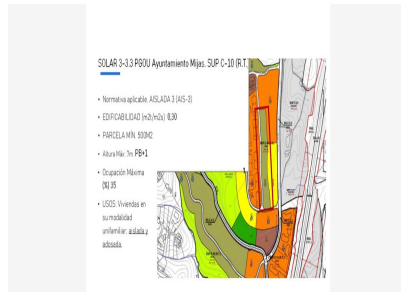 SOLAR 3-3.3 PGOU Ayuntamiento Mijas. SUP C-10 (R.T.
• Normativa aplicable. AISLADA 3 (AIS-3)
• EDIFICABILIDAD (m2t/m2s) 0,30
• PARCELA MÍN. 500M2
• Altura Máx. 7m PB+1
• Ocupación Máxima
(%) 35
• USOS. Viviendas en
su modalidad
unifamiliar, aislada y
adosada.